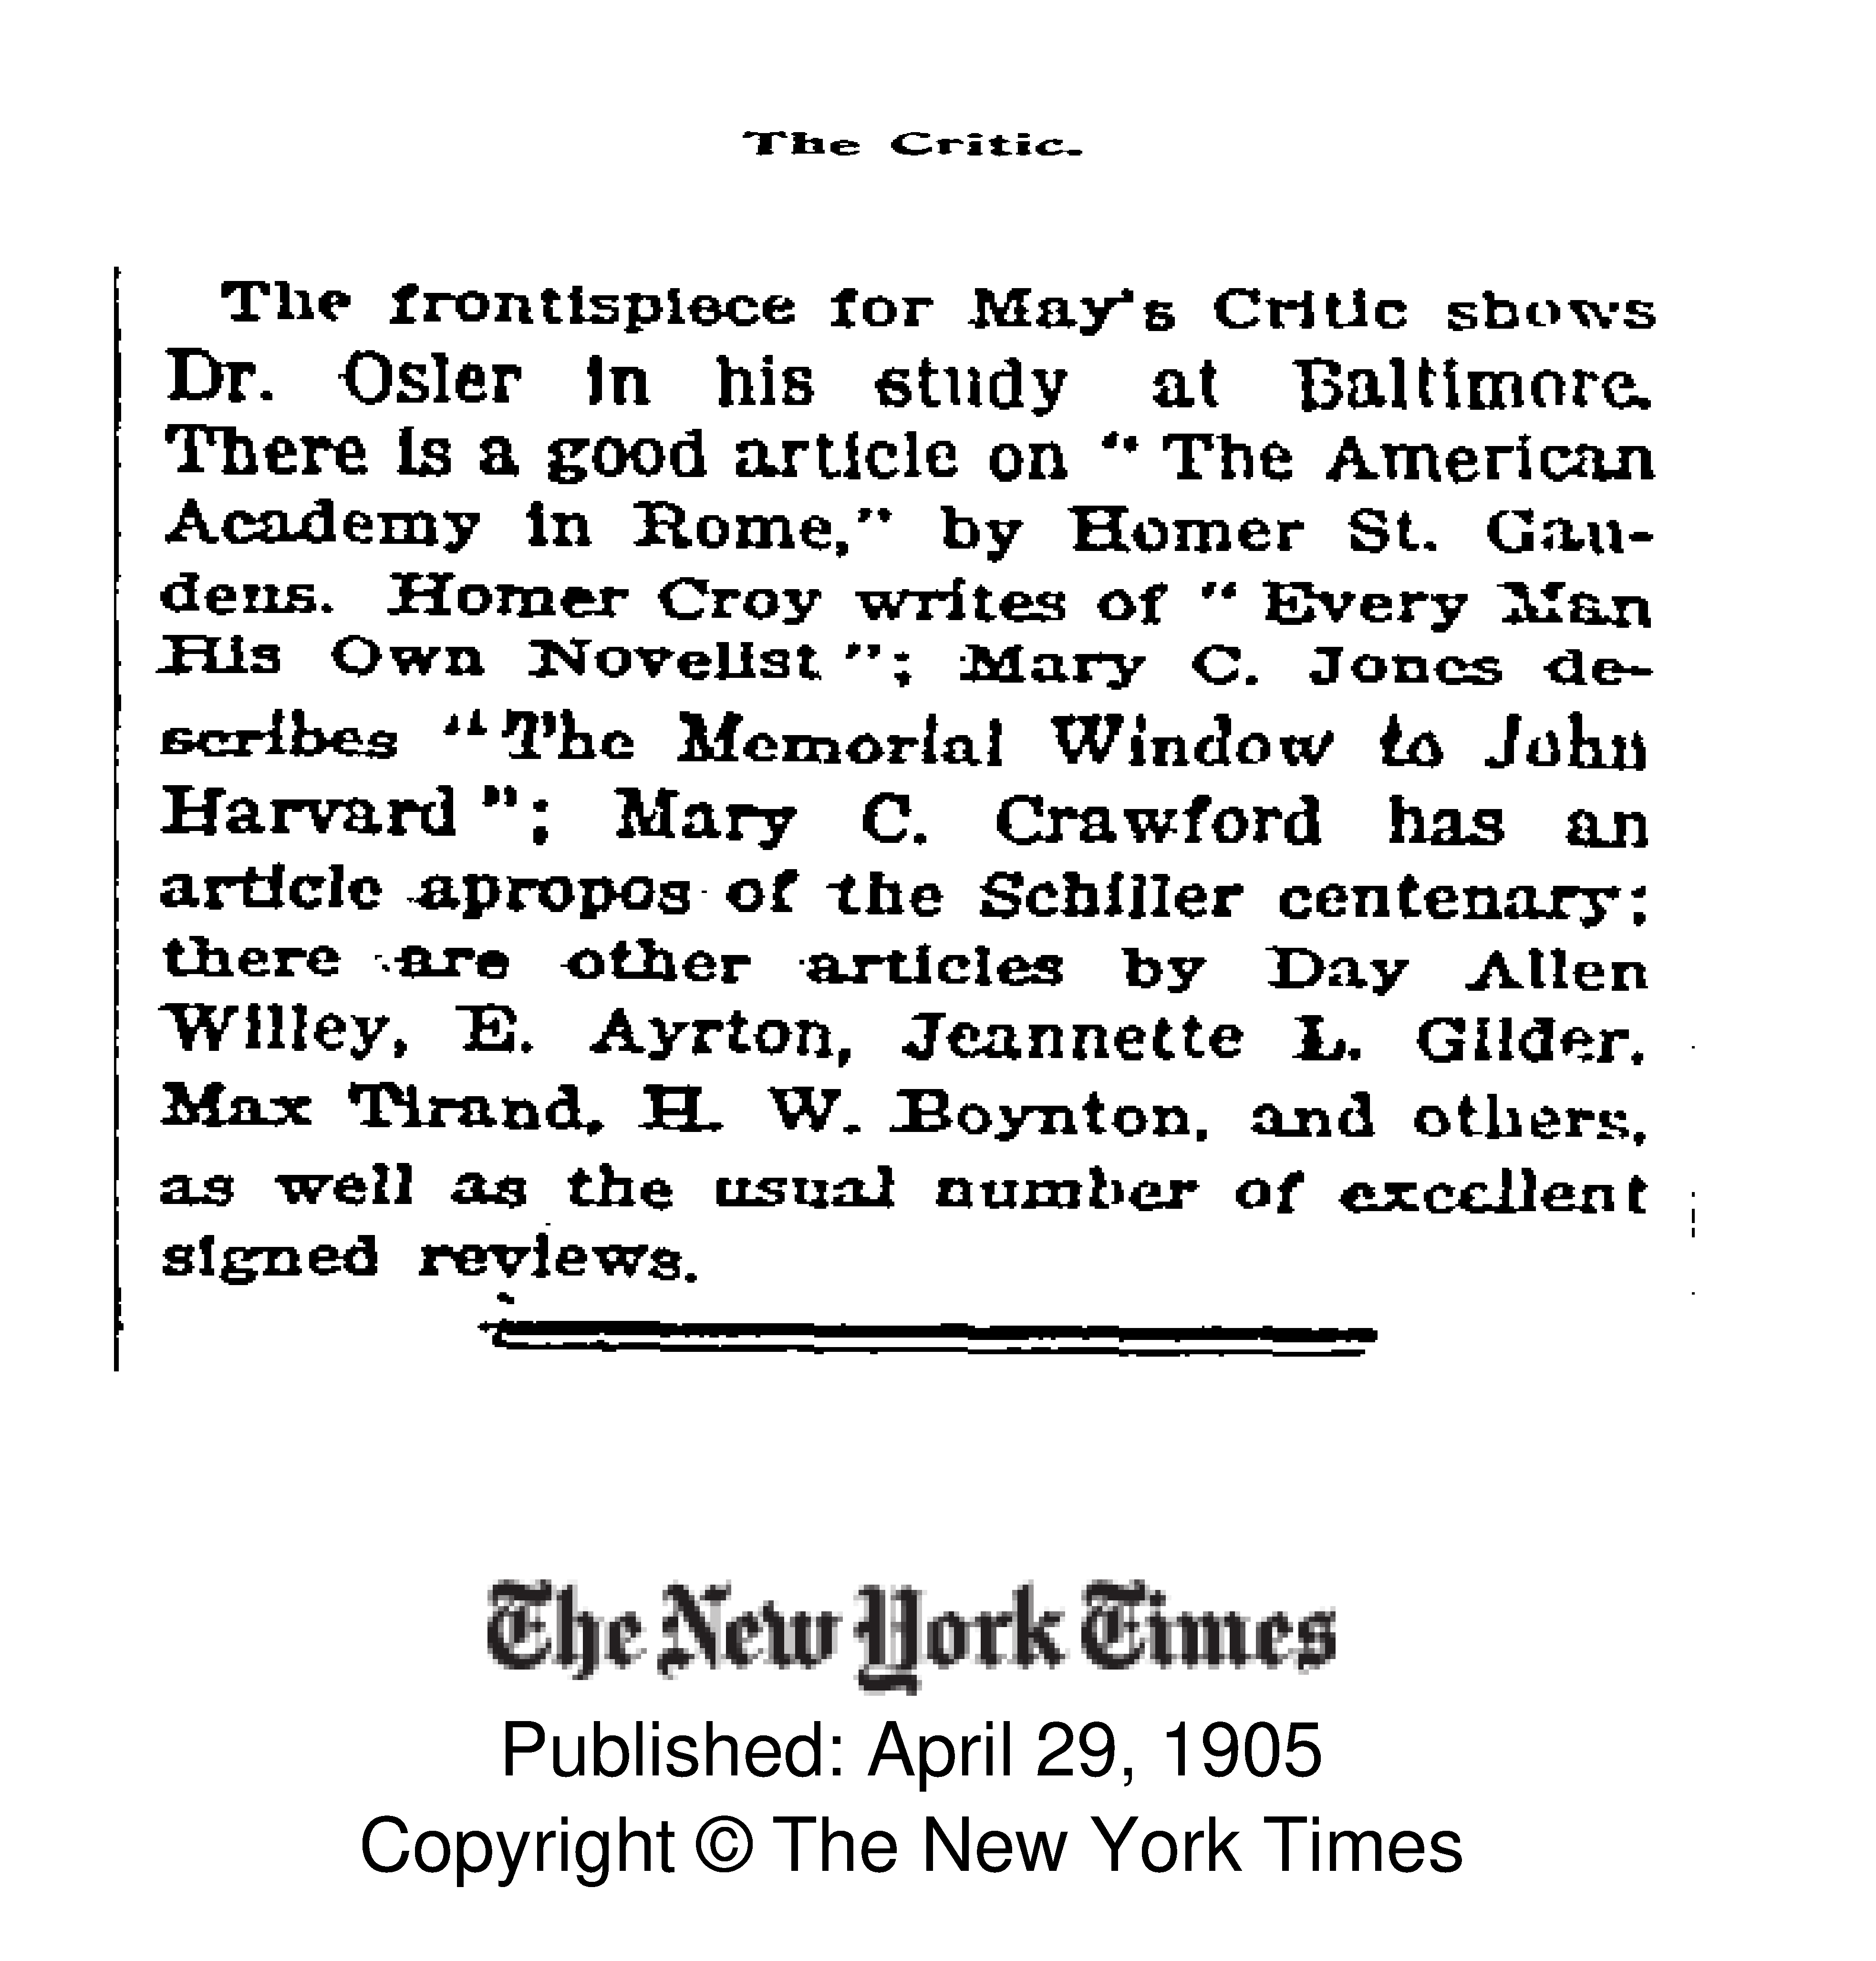 The Critic.
The frontispiece for May's Critic shows
Dr. Osler in his study at Baltimore.
There is a good article on "The American
Academy in Rome," by Homer St. Gau-
dens. Homer Croy writes of "Every Man
His Own Novelist"; Mary C. Jones de-
scribes "The Memorial Window to John
Harvard"; Mary C. Crawford has an
article apropos of the Schiller centenary;
there are other articles by Day Allen
Willey, E. Ayrton, Jeannette L. Gilder,
Max Tirand, H. W. Boynton, and others,
as well as the usual number of excellent
signed reviews.
The New York Times
Published: April 29, 1905
Copyright © The New York Times